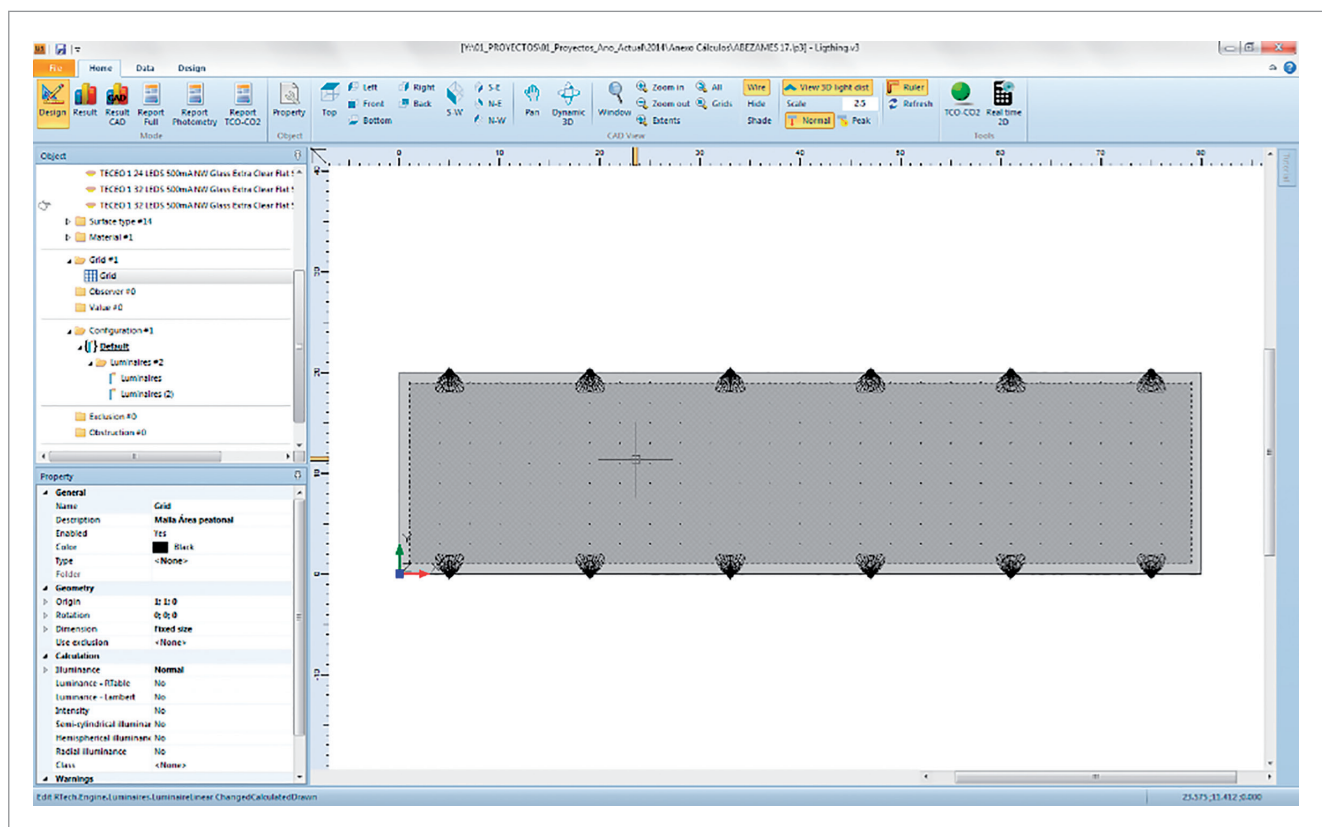 [Y:\01_PROYECTOS\01_Proyectos_Ano_Actual\2014\Anexo Cálculos\ABEZAMES 17.lp3] - Ligthing.v3
File Home Data Design
Left Right S-E Zoom in All Wire View 3D light dist Ruler
Front Back N-E Zoom out Grids Hide Scale 2.5 Refresh
Bottom N-W Extents Shade Normal Peak
Design Result Result CAD Report Full Report Photometry Report TCO-CO2 Property Top S-W Pan Dynamic 3D Window TCO-CO2 Real time 2D
Mode Object CAD View Tools
Object
TECEO 1 24 LEDS 500mA NW Glass Extra Clear Flat
TECEO 1 32 LEDS 500mA NW Glass Extra Clear Flat
TECEO 1 32 LEDS 500mA NW Glass Extra Clear Flat
Surface type #14
Material #1
Grid #1
Grid
Observer #0
Value #0
Configuration #1
Default
Luminaires #2
Luminaires
Luminaires (2)
Exclusion #0
Obstruction #0
Property
General
Name Grid
Description Malla Área peatonal
Enabled Yes
Color Black
Type <None>
Folder
Geometry
Origin 1; 1; 0
Rotation 0; 0; 0
Dimension Fixed size
Use exclusion <None>
Calculation
Illuminance Normal
Luminance - RTable No
Luminance - Lambert No
Intensity No
Semi-cylindrical illuminan No
Hemispherical illuminanc No
Radial illuminance No
Class <None>
Warnings
0 10 20 30 40 50 60 70 80
20
10
0
-10
Y
X
Tutorial
Edit RTech.Engine.Luminaires.LuminaireLinear ChangedCalculatedDrawn
23.575 ;11.412 ;0.000